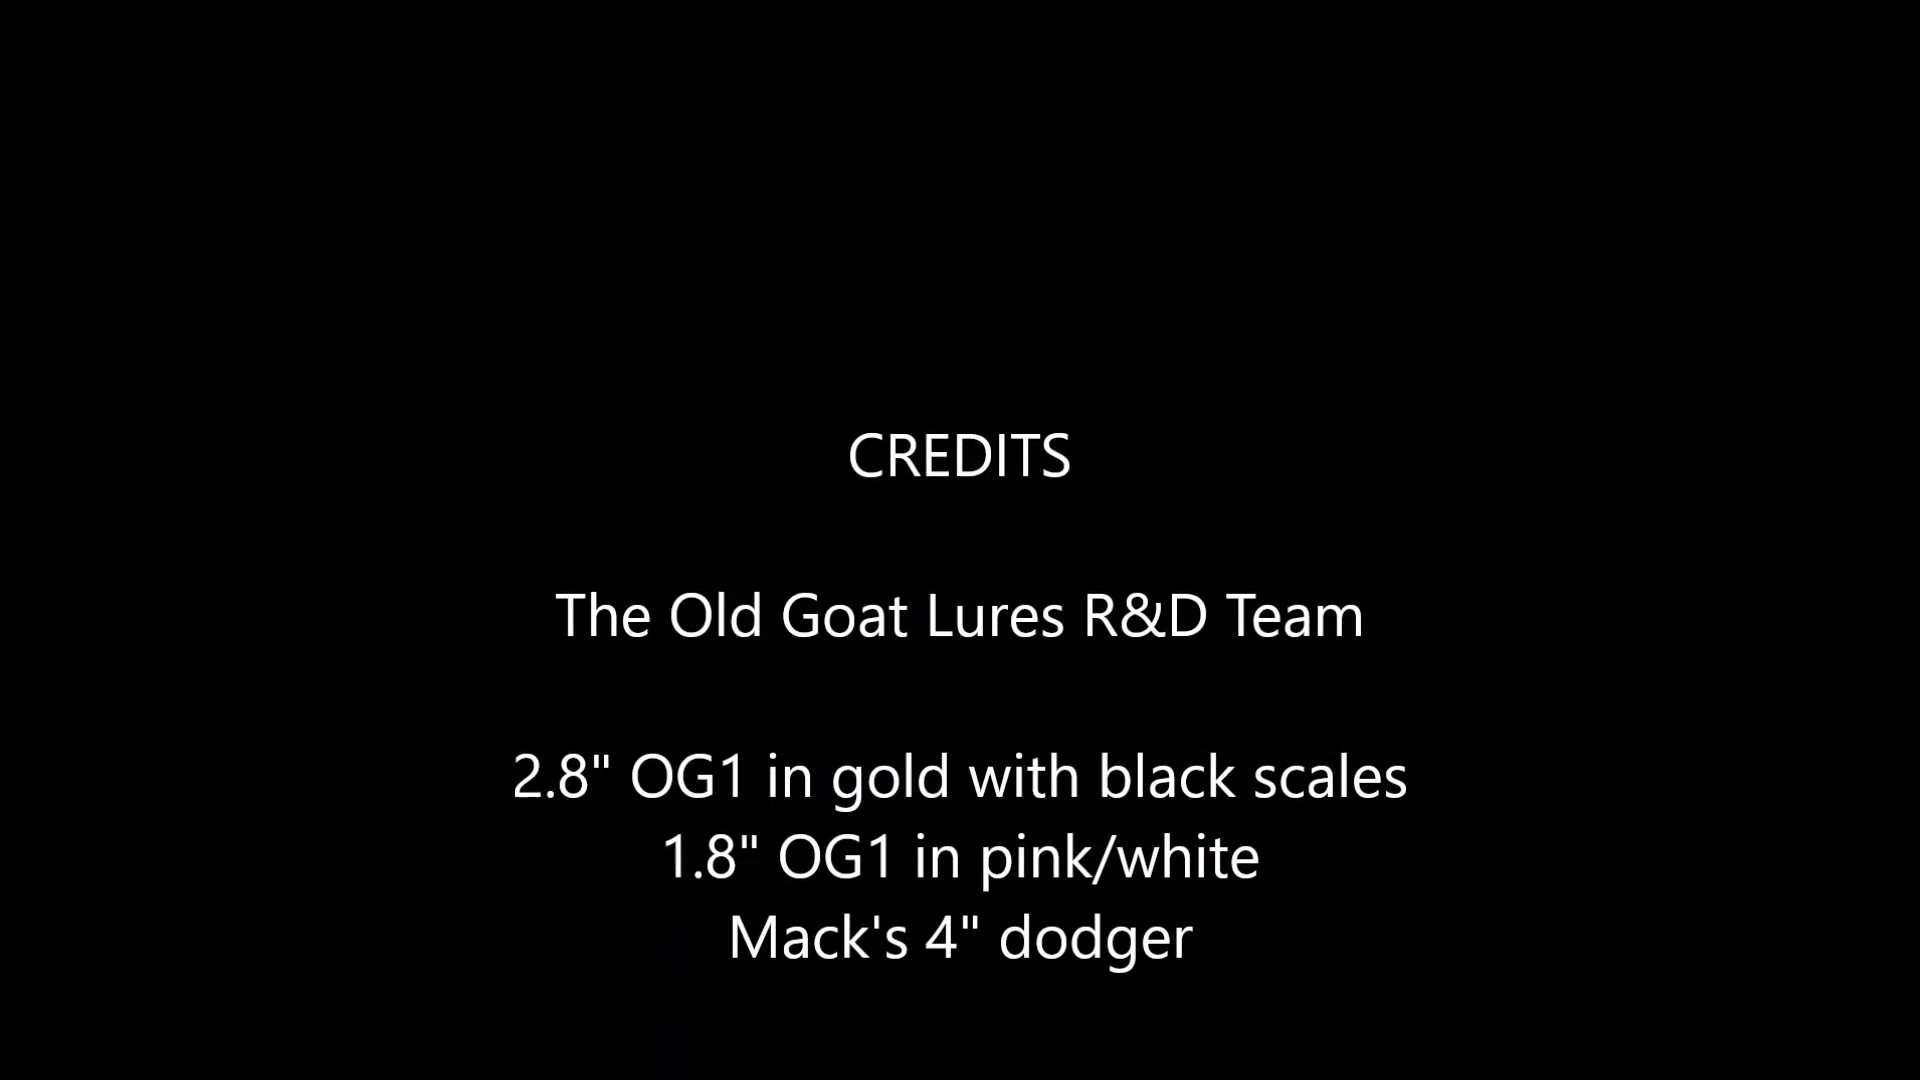 CREDITS
The Old Goat Lures R&D Team
2.8" OG1 in gold with black scales
1.8" OG1 in pink/white
Mack's 4" dodger